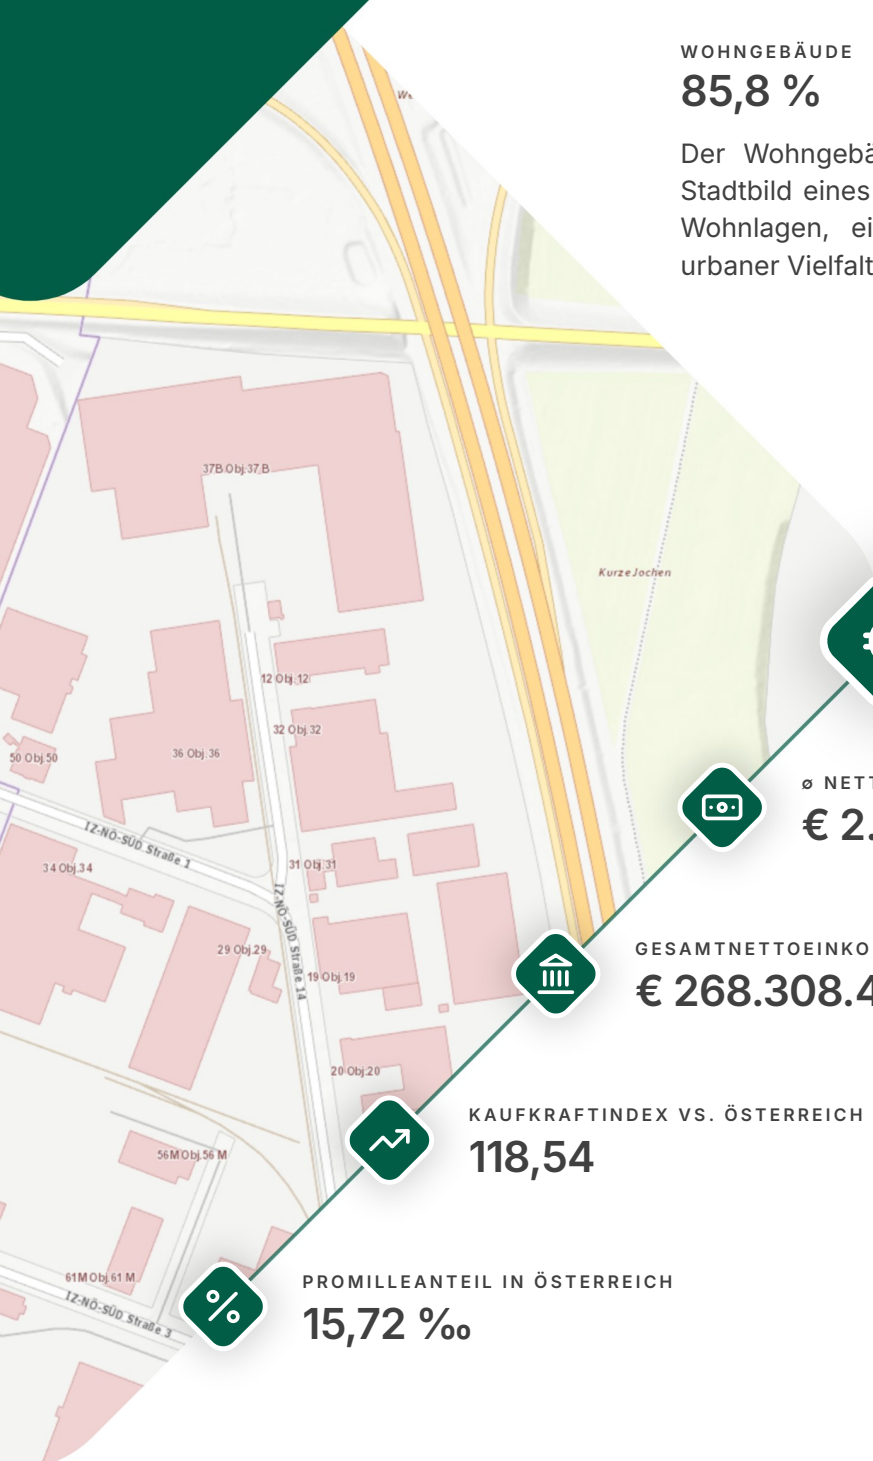 WOHNGEBÄUDE
85,8 %
Der Wohngebä
Stadtbild eines
Wohnlagen, ei
urbaner Vielfalt
37B Obj.37 B
KurzeJochen
12 Obj.12
32 Obj.32
36 Obj.36
50 Obj.50
ø NETT
€ 2.
IZ-NÖ-SÜD Straße 1
34 Obj.34
31 Obj.31
IZ-NÖ-SÜD Straße 14
29 Obj.29
19 Obj.19
GESAMTNETTOEINKO
€ 268.308.4
20 Obj.20
KAUFKRAFTINDEX VS. ÖSTERREICH
118,54
56M Obj.56 M
61M Obj.61 M
IZ-NÖ-SÜD Straße 3
PROMILLEANTEIL IN ÖSTERREICH
15,72 ‰